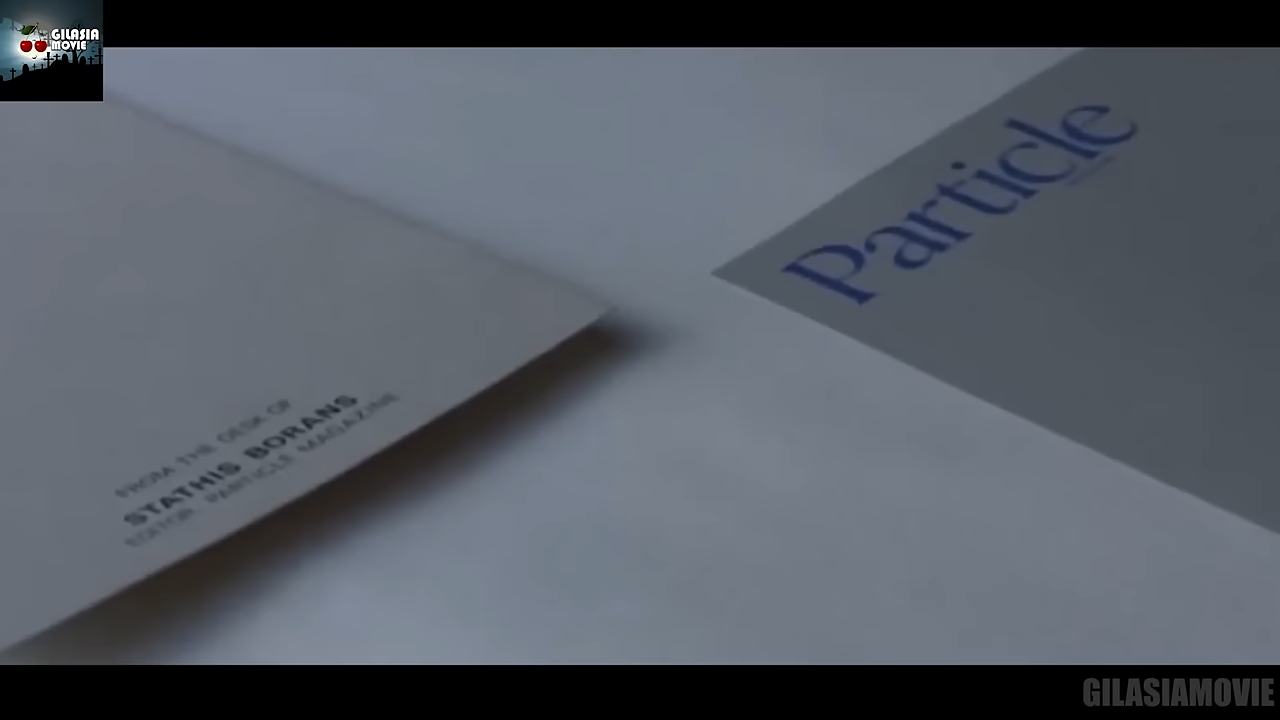 GILASIA
MOVIE
Particle
FROM THE DESK OF
STATHIS BORANS
EDITOR, PARTICLE MAGAZINE
GILASIAMOVIE